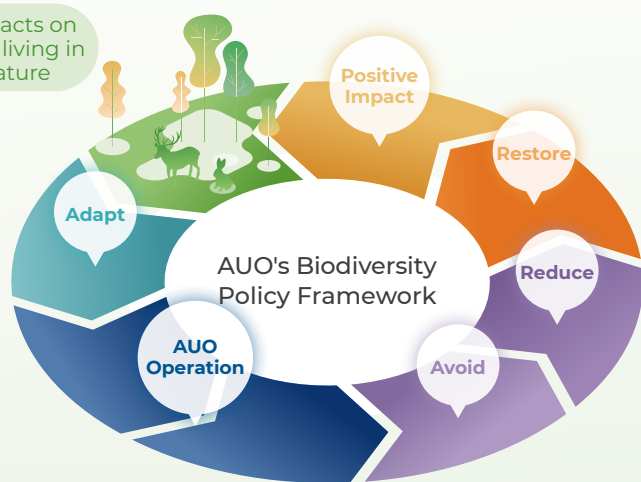 acts on
living in
ature
Positive
Impact
Restore
Adapt
AUO's Biodiversity
Policy Framework
Reduce
AUO
Operation
Avoid